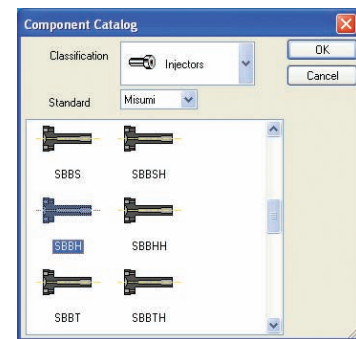 Component Catalog
Classification
Injectors
OK
Cancel
Standard
Misumi
SBBS SBBSH
SBBH SBBHH
SBBT SBBTH